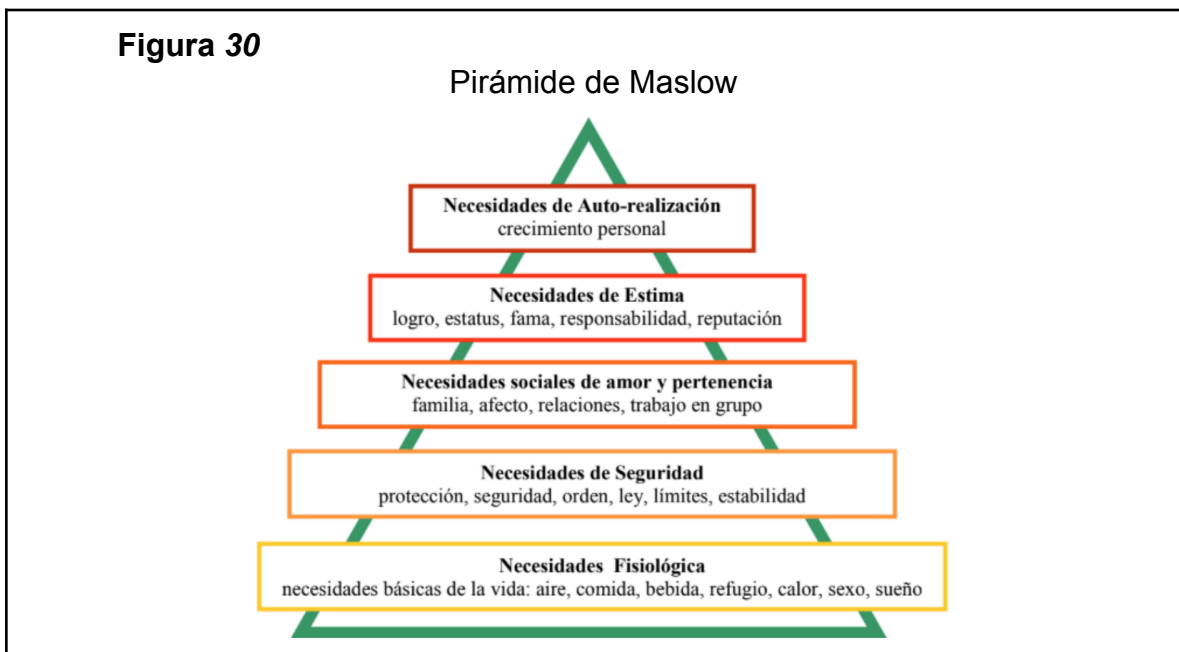 Figura 30
Pirámide de Maslow
Necesidades de Auto-realización
crecimiento personal
Necesidades de Estima
logro, estatus, fama, responsabilidad, reputación
Necesidades sociales de amor y pertenencia
familia, afecto, relaciones, trabajo en grupo
Necesidades de Seguridad
protección, seguridad, orden, ley, límites, estabilidad
Necesidades Fisiológica
necesidades básicas de la vida: aire, comida, bebida, refugio, calor, sexo, sueño